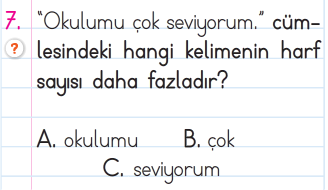 7. "Okulumu çok seviyorum." cüm-
? lesindeki hangi kelimenin harf
sayısı daha fazladır?
A. okulumu B. çok
C. seviyorum